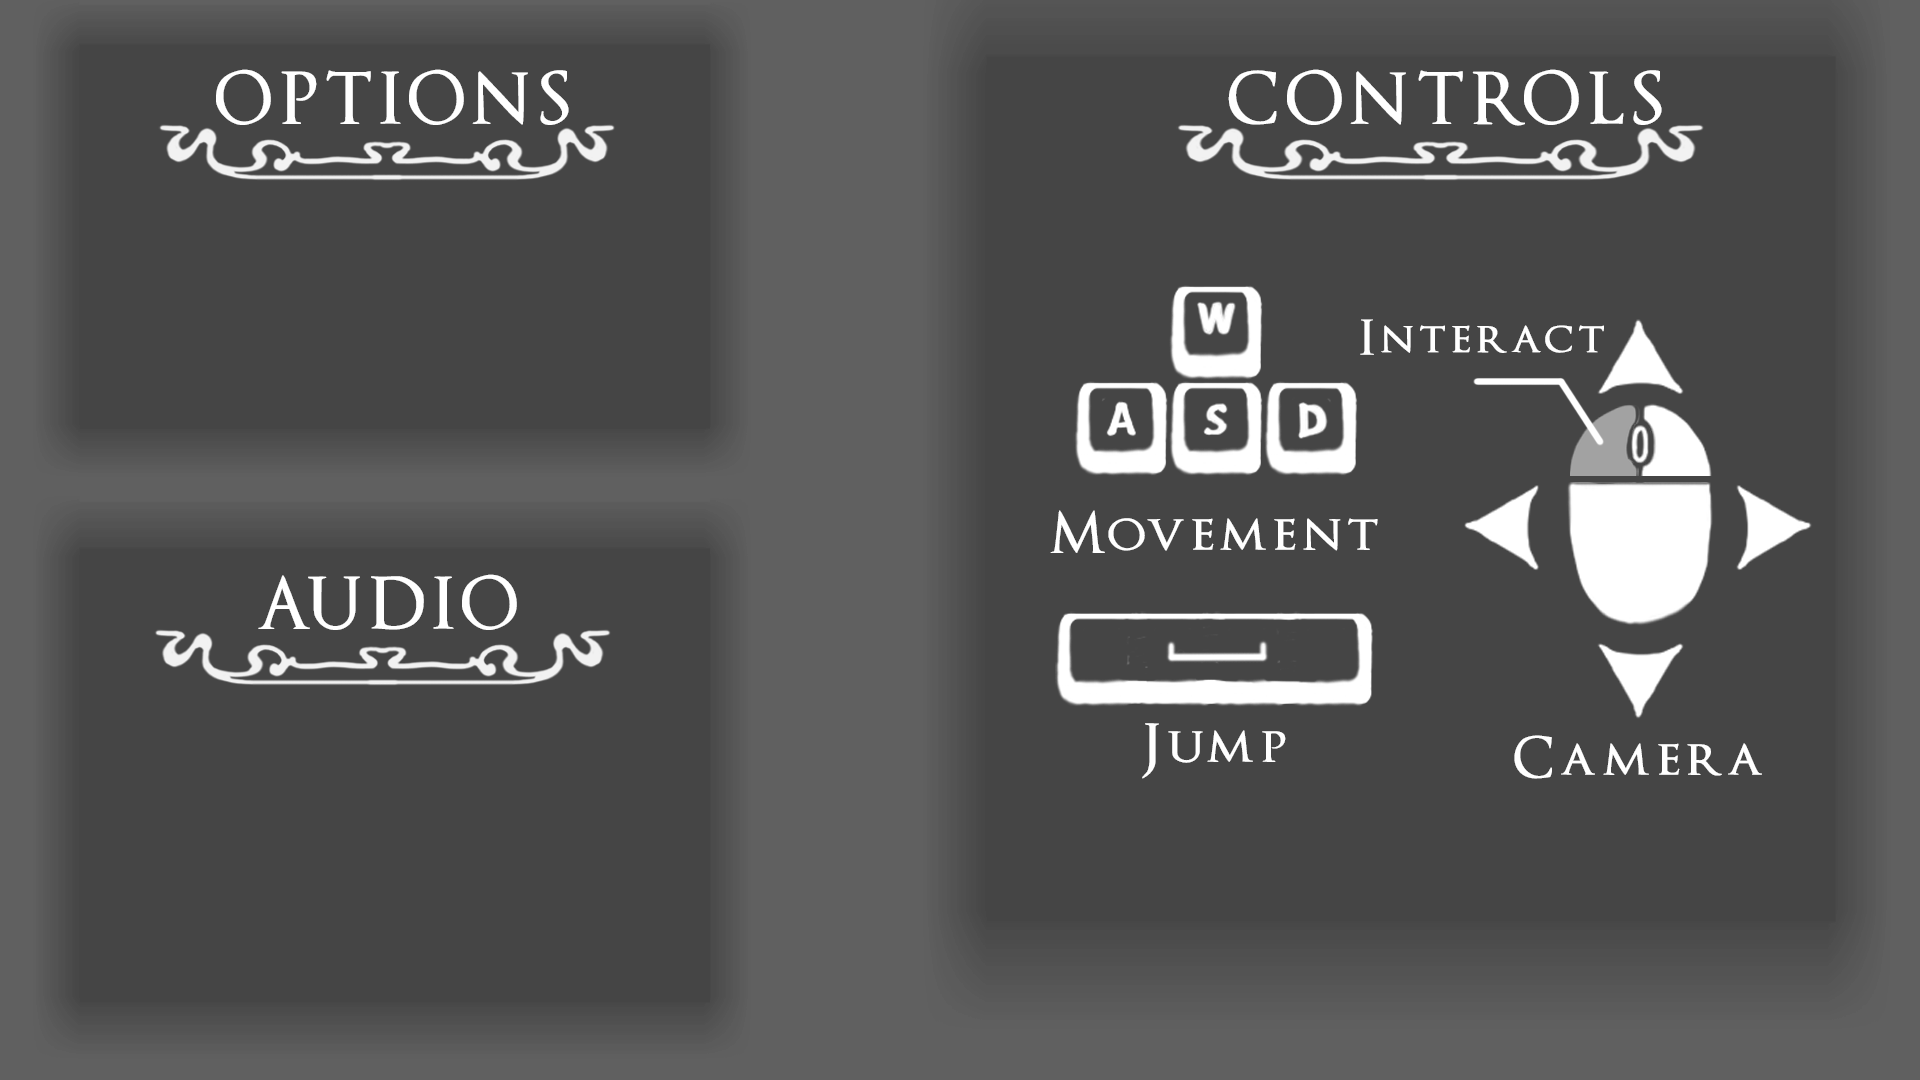 OPTIONS
AUDIO
CONTROLS
W
A S D
MOVEMENT
JUMP
INTERACT
CAMERA